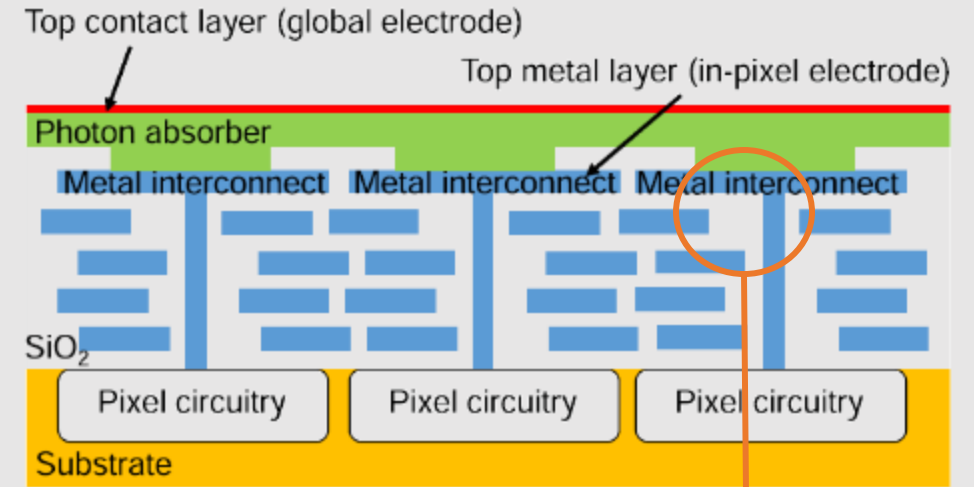 Top contact layer (global electrode)
Top metal layer (in-pixel electrode)
Photon absorber
Metal interconnect Metal interconnect Metal interconnect
SiO₂
Pixel circuitry Pixel circuitry Pixel circuitry
Substrate